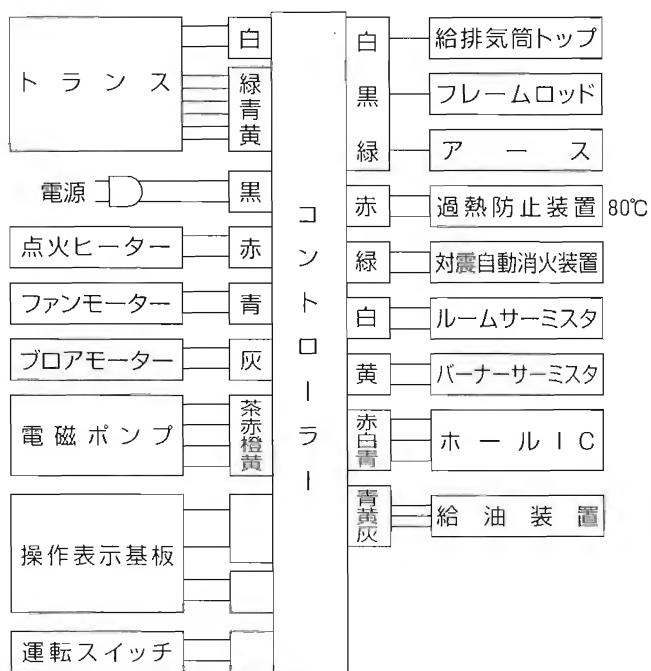 トランス
白
緑
青
黄
電源
黒
点火ヒーター
赤
ファンモーター
青
ブロアモーター
灰
電磁ポンプ
茶
赤
橙
黄
操作表示基板
運転スイッチ
コントローラー
白
給排気筒トップ
黒
フレームロッド
緑
アース
赤
過熱防止装置 80℃
緑
対震自動消火装置
白
ルームサーミスタ
黄
バーナーサーミスタ
赤
白
青
ホールIC
青
黄
灰
給油装置